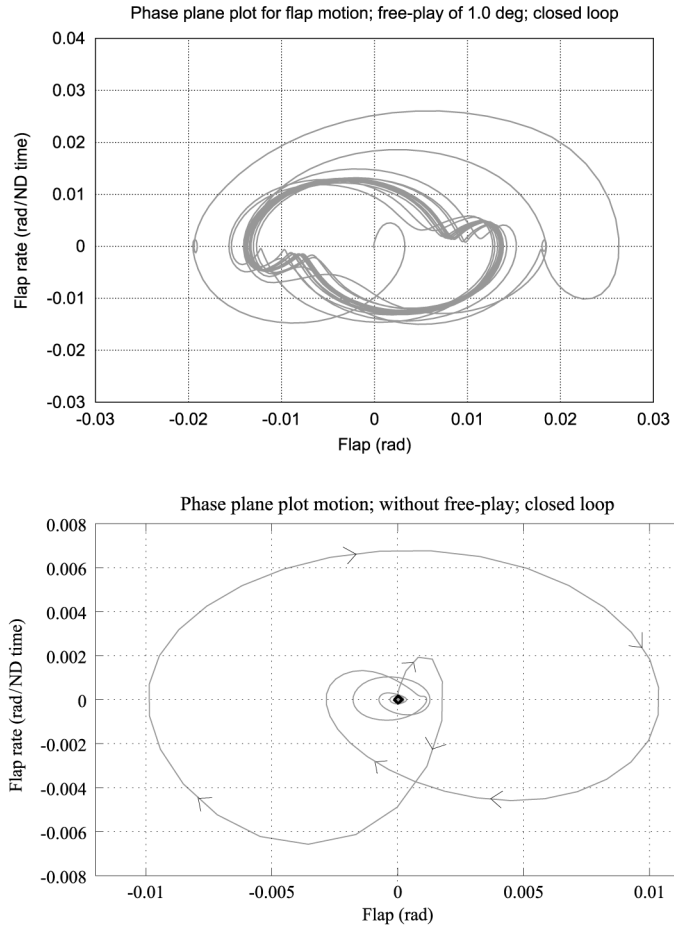 Phase plane plot for flap motion; free-play of 1.0 deg; closed loop
0.04
0.03
0.02
0.01
0
-0.01
-0.02
-0.03
Flap rate (rad/ND time)
-0.03 -0.02 -0.01 0 0.01 0.02 0.03
Flap (rad)
Phase plane plot motion; without free-play; closed loop
0.008
0.006
0.004
0.002
0
-0.002
-0.004
-0.006
-0.008
Flap rate (rad/ND time)
-0.01 -0.005 0 0.005 0.01
Flap (rad)